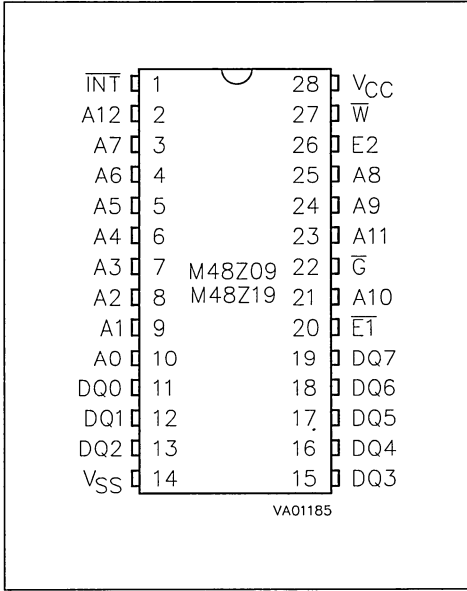 I̅N̅T̅ 1 28 VCC
A12 2 27 W̅
A7 3 26 E2
A6 4 25 A8
A5 5 24 A9
A4 6 23 A11
A3 7 M48Z09 22 G̅
A2 8 M48Z19 21 A10
A1 9 20 E̅1̅
A0 10 19 DQ7
DQ0 11 18 DQ6
DQ1 12 17 DQ5
DQ2 13 16 DQ4
VSS 14 15 DQ3
VA01185